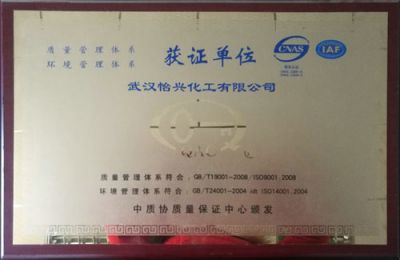 质量管理体系
环境管理体系
获证单位
CNAS
IAF
武汉怡兴化工有限公司
质量管理体系符合：GB/T19001-2008/ISO9001:2008
环境管理体系符合：GB/T24001-2004 idt ISO14001:2004
中质协质量保证中心颁发